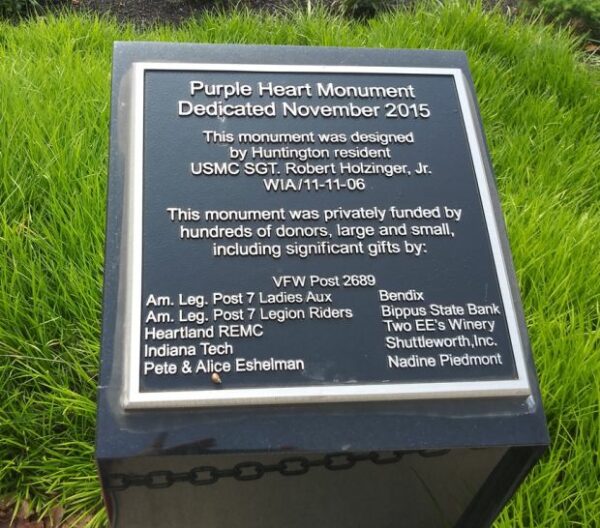 Purple Heart Monument
Dedicated November 2015
This monument was designed
by Huntington resident
USMC SGT. Robert Holzinger, Jr.
WIA/11-11-06
This monument was privately funded by
hundreds of donors, large and small,
including significant gifts by:
VFW Post 2689
Am. Leg. Post 7 Ladies Aux
Am. Leg. Post 7 Legion Riders
Heartland REMC
Indiana Tech
Pete & Alice Eshelman
Bendix
Bippus State Bank
Two EE's Winery
Shuttleworth,Inc.
Nadine Piedmont